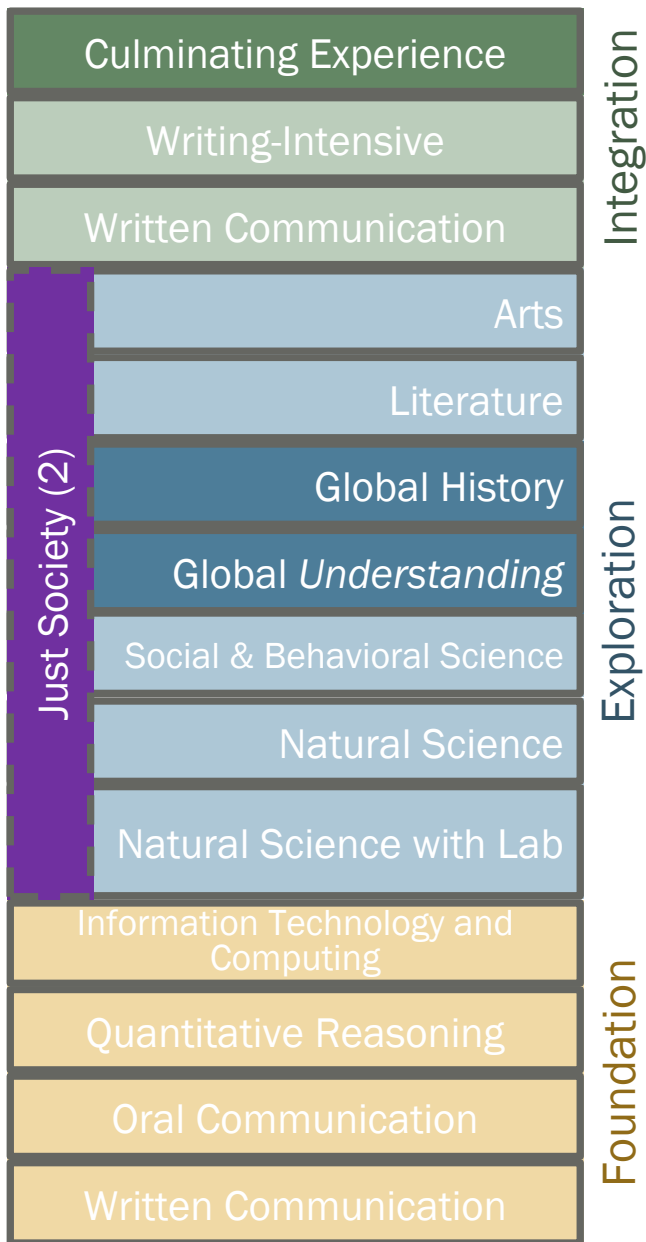 Culminating Experience
Writing-Intensive
Written Communication
Integration
Just Society (2)
Arts
Literature
Global History
Global Understanding
Social & Behavioral Science
Natural Science
Natural Science with Lab
Exploration
Information Technology and
Computing
Quantitative Reasoning
Oral Communication
Written Communication
Foundation